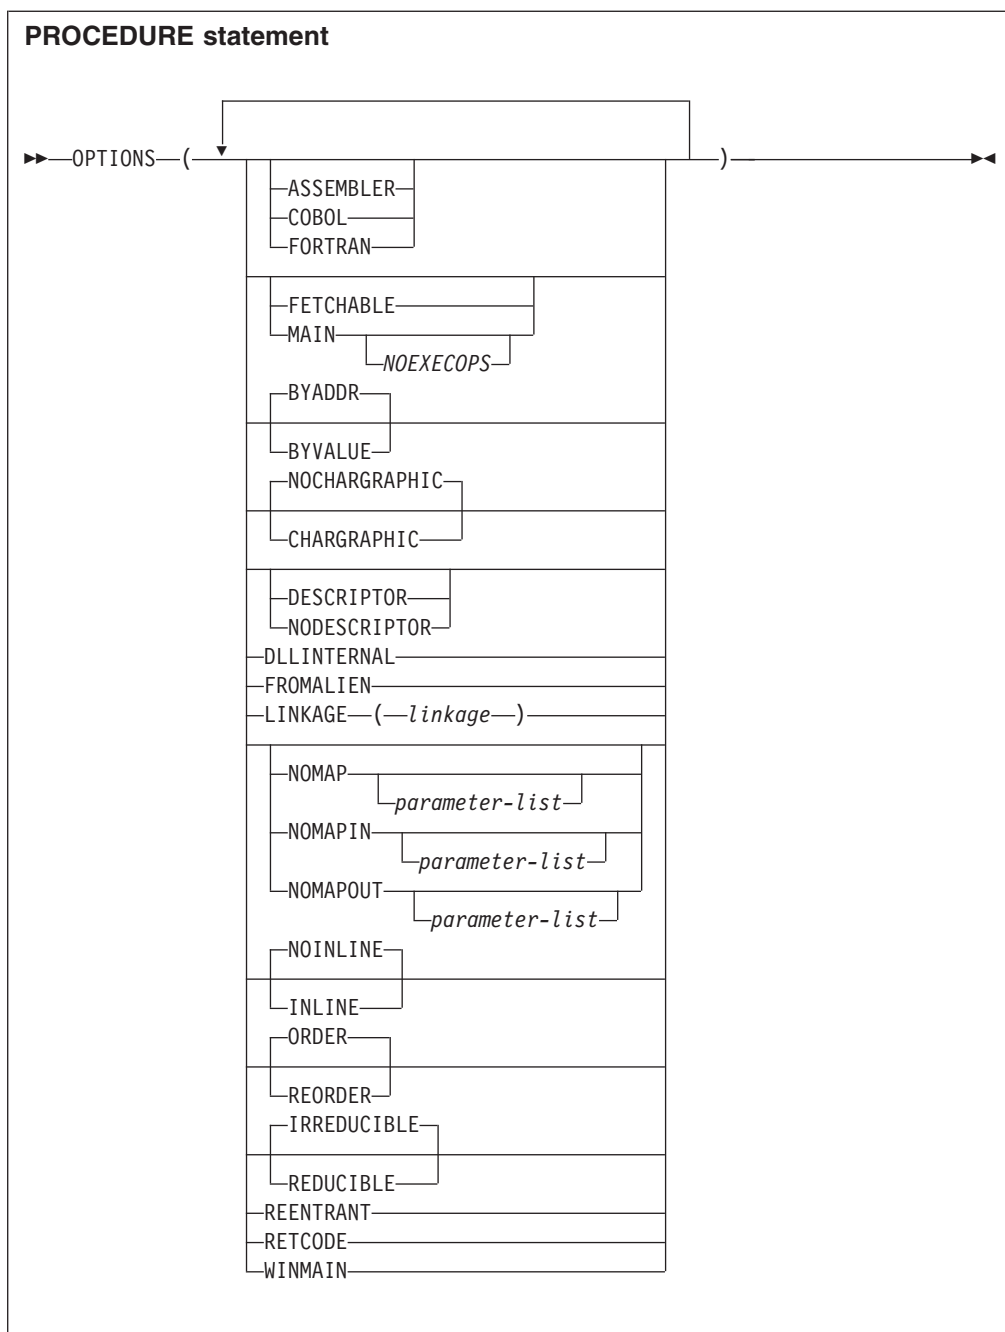 PROCEDURE statement
OPTIONS ( )
ASSEMBLER
COBOL
FORTRAN
FETCHABLE
MAIN
NOEXECOPS
BYADDR
BYVALUE
NOCHARGRAPHIC
CHARGRAPHIC
DESCRIPTOR
NODESCRIPTOR
DLLINTERNAL
FROMALIEN
LINKAGE ( linkage )
NOMAP
parameter-list
NOMAPIN
parameter-list
NOMAPOUT
parameter-list
NOINLINE
INLINE
ORDER
REORDER
IRREDUCIBLE
REDUCIBLE
REENTRANT
RETCODE
WINMAIN